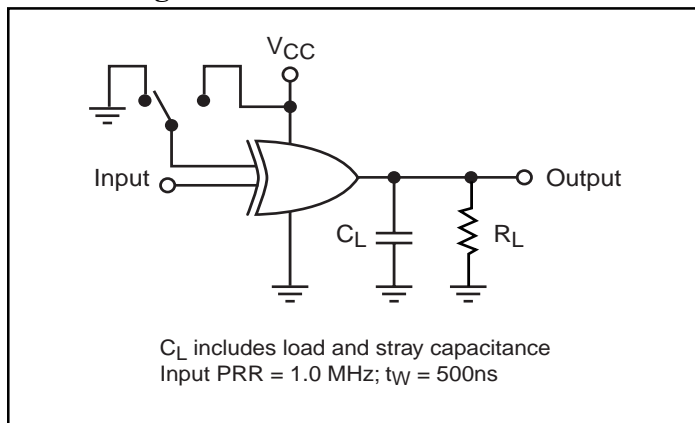 VCC
Input
Output
CL
RL
CL includes load and stray capacitance
Input PRR = 1.0 MHz; tW = 500ns